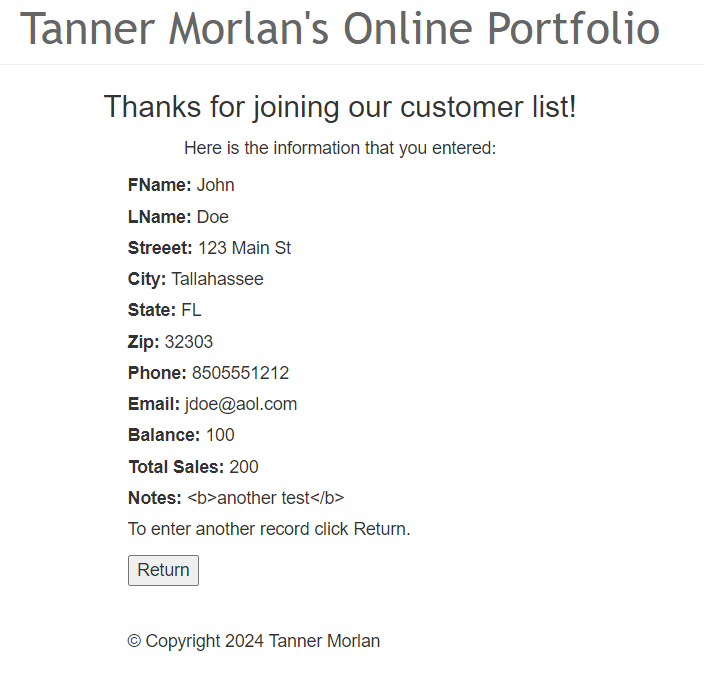 Tanner Morlan's Online Portfolio
Thanks for joining our customer list!
Here is the information that you entered:
FName: John
LName: Doe
Streeet: 123 Main St
City: Tallahassee
State: FL
Zip: 32303
Phone: 8505551212
Email: jdoe@aol.com
Balance: 100
Total Sales: 200
Notes: <b>another test</b>
To enter another record click Return.
Return
© Copyright 2024 Tanner Morlan